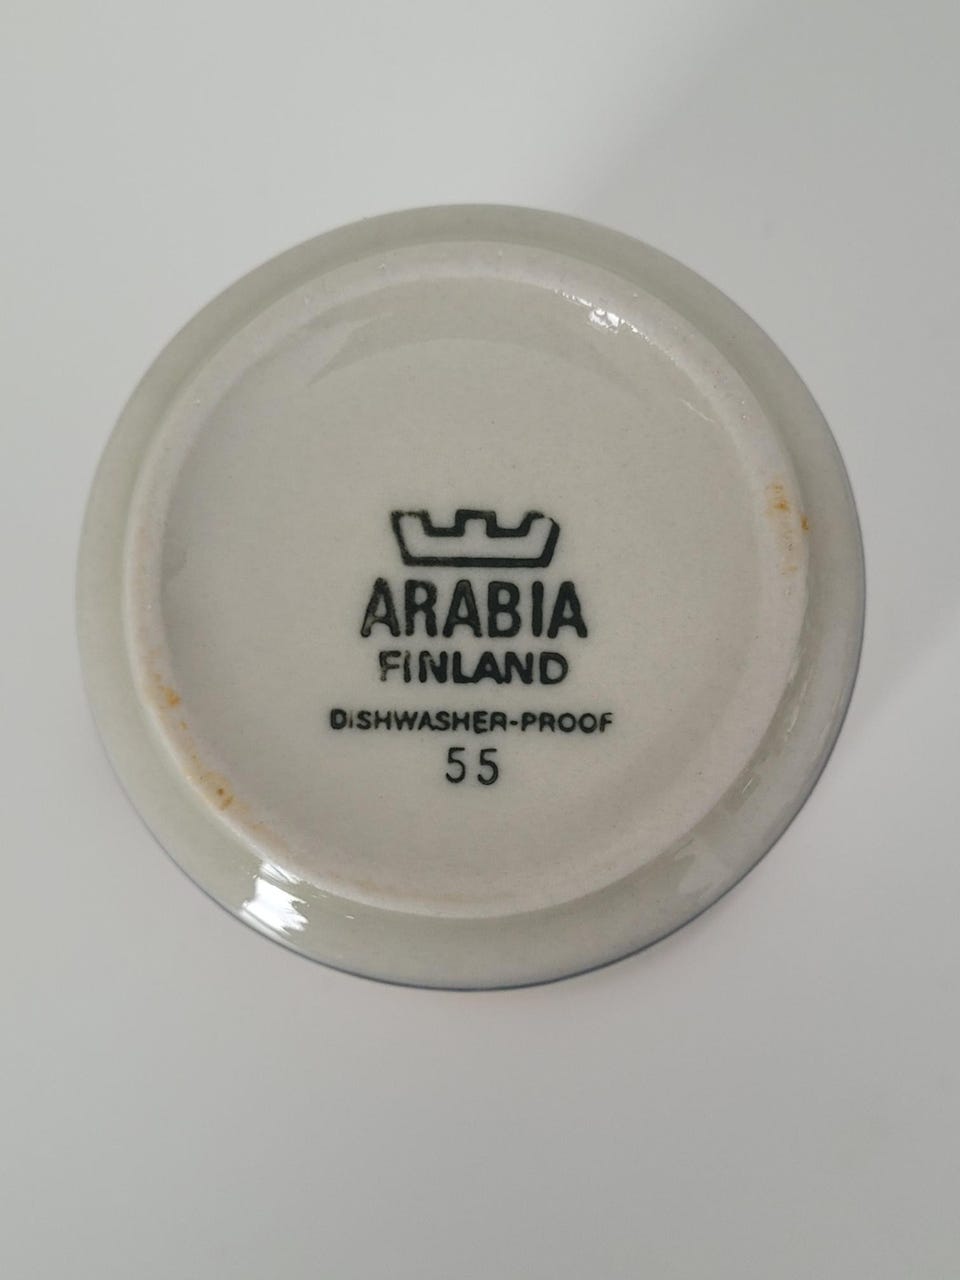 ARABIA
FINLAND
DISHWASHER-PROOF
55